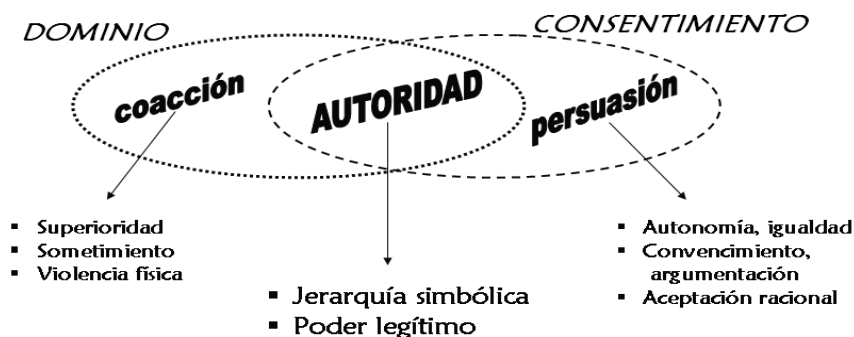 DOMINIO
CONSENTIMIENTO
coacción
AUTORIDAD
persuasión
▪ Superioridad
▪ Sometimiento
▪ Violencia física
▪ Jerarquía simbólica
▪ Poder legítimo
▪ Autonomía, igualdad
▪ Convencimiento,
argumentación
▪ Aceptación racional